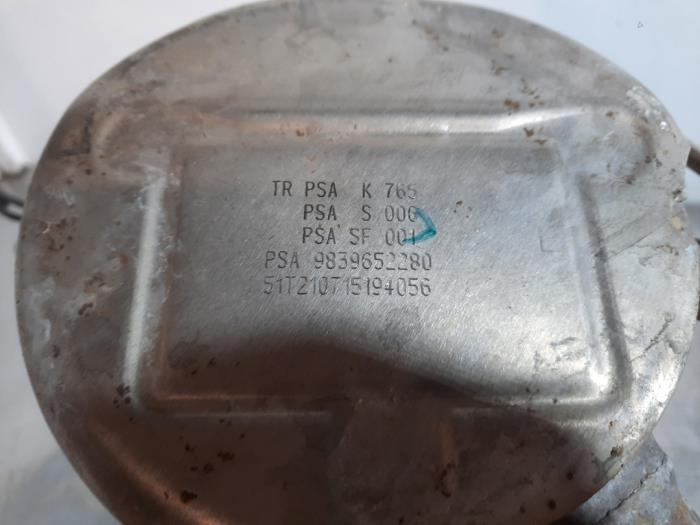 TR PSA K 765
PSA S 000
PSA SF 001
PSA 9839652280
51T210715194056